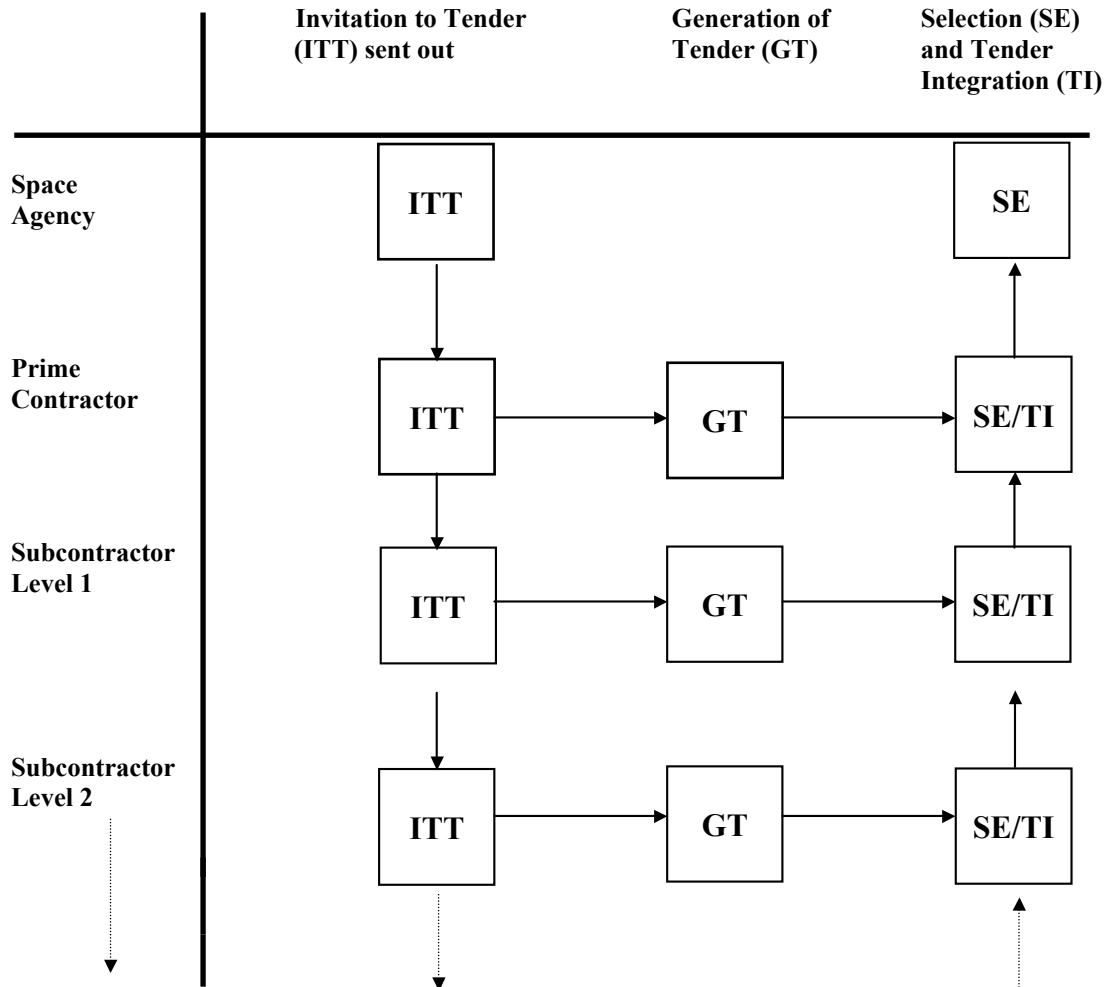 Invitation to Tender
(ITT) sent out
Generation of
Tender (GT)
Selection (SE)
and Tender
Integration (TI)
Space
Agency
ITT
SE
Prime
Contractor
ITT
GT
SE/TI
Subcontractor
Level 1
ITT
GT
SE/TI
Subcontractor
Level 2
ITT
GT
SE/TI